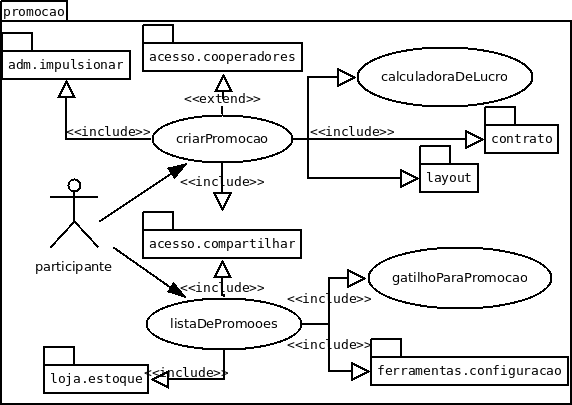 promocao
acesso.cooperadores
adm.impulsionar
calculadoraDeLucro
<<extend>>
<<include>>
criarPromocao
<<include>>
contrato
<<include>>
layout
acesso.compartilhar
participante
gatilhoParaPromocao
<<include>>
<<include>>
listaDePromooes
<<include>>
ferramentas.configuracao
loja.estoque
<<include>>